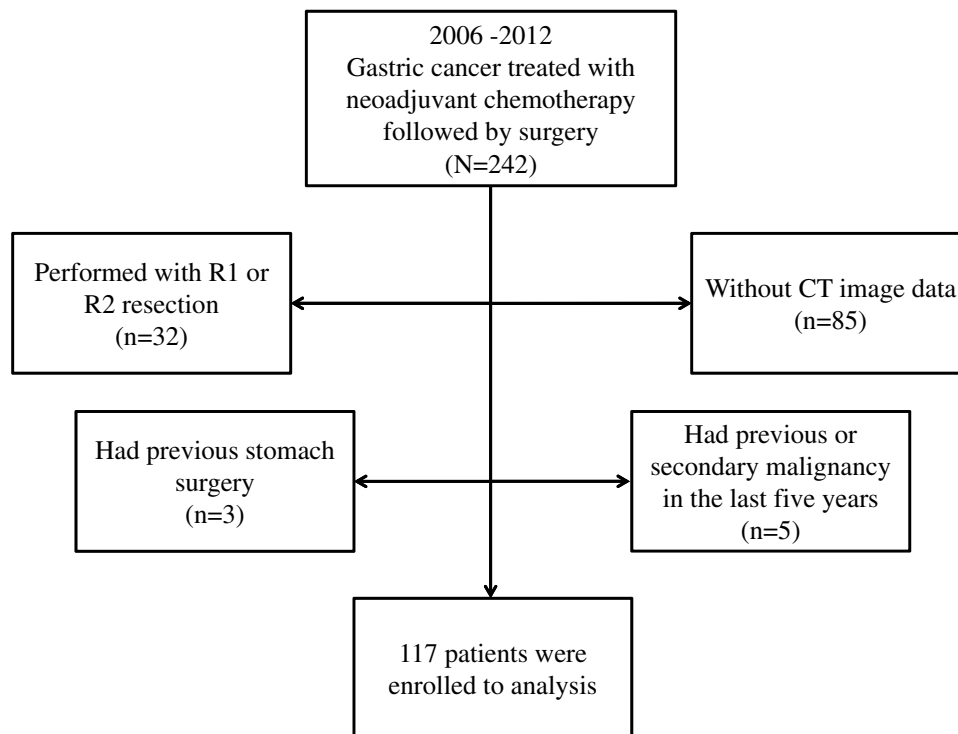 2006 -2012
Gastric cancer treated with
neoadjuvant chemotherapy
followed by surgery
(N=242)
Performed with R1 or
R2 resection
(n=32)
Without CT image data
(n=85)
Had previous stomach
surgery
(n=3)
Had previous or
secondary malignancy
in the last five years
(n=5)
117 patients were
enrolled to analysis